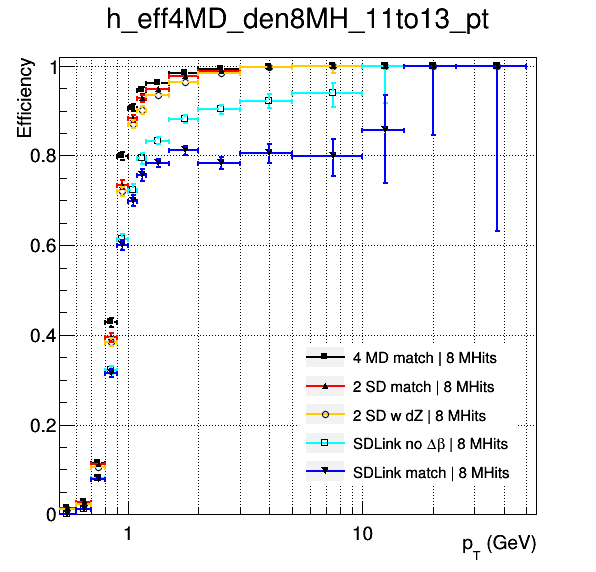 h_eff4MD_den8MH_11to13_pt
Efficiency
1
0.8
0.6
0.4
0.2
0
4 MD match | 8 MHits
2 SD match | 8 MHits
2 SD w dZ | 8 MHits
SDLink no Δβ | 8 MHits
SDLink match | 8 MHits
1
10
p_T (GeV)